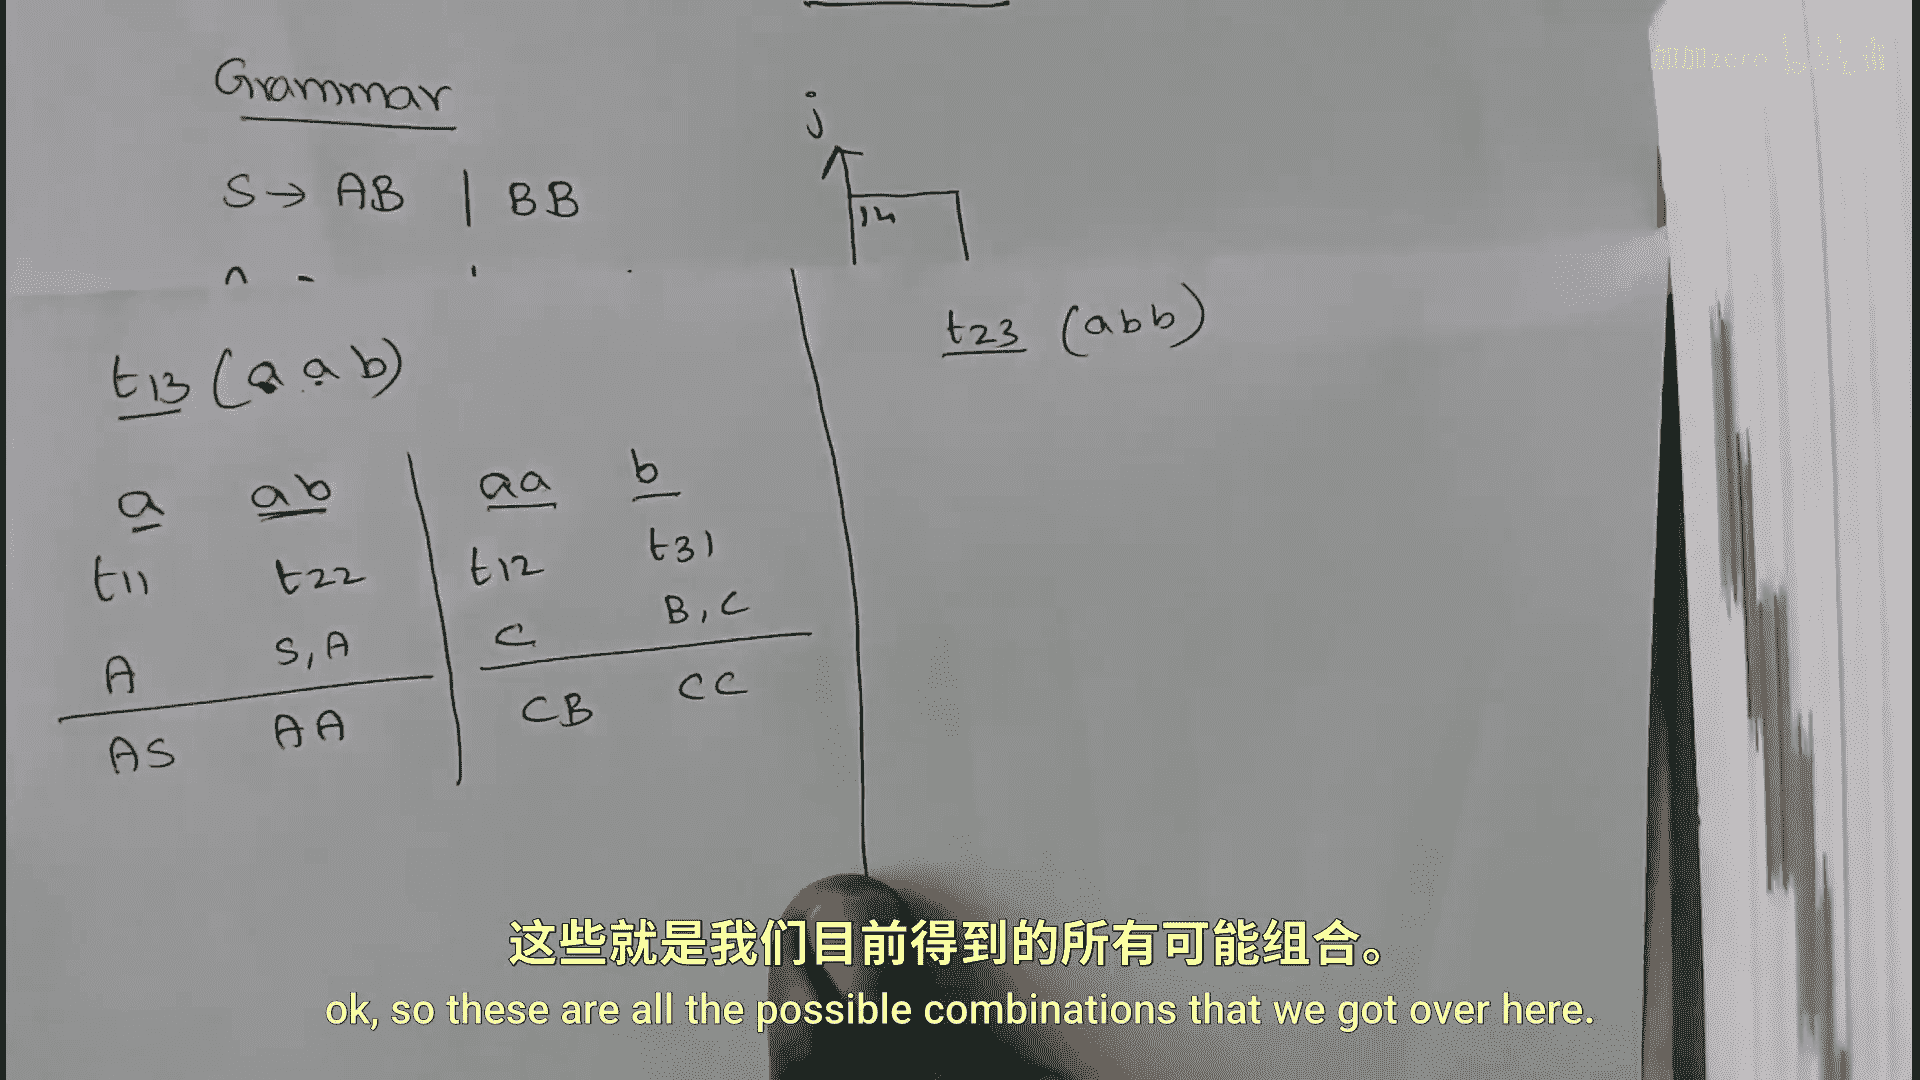 Grammar
S → AB | BB
j
14
t13 (a a b)
a ab | aa b
t11 t22 | t12 t31
A S, A | C B, C
AS AA | CB CC
t23 (abb)
这些就是我们目前得到的所有可能组合。
ok, so these are all the possible combinations that we got over here.